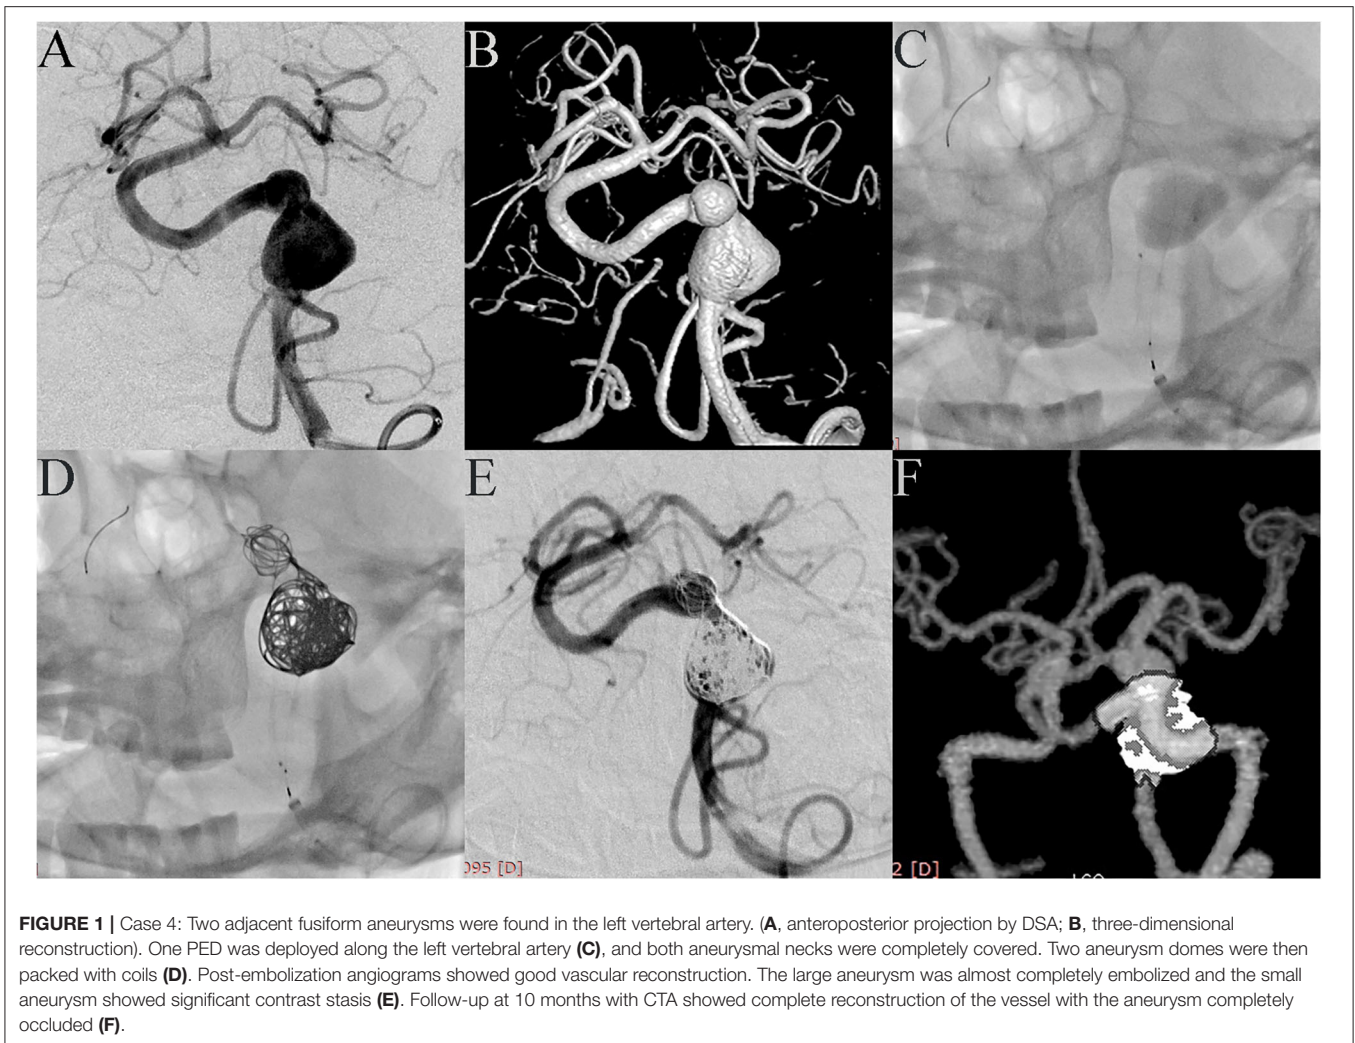 A
B
C
]
D
E
095 [D]
F
2 [D]
FIGURE 1 | Case 4: Two adjacent fusiform aneurysms were found in the left vertebral artery. (A, anteroposterior projection by DSA; B, three-dimensional
reconstruction). One PED was deployed along the left vertebral artery (C), and both aneurysmal necks were completely covered. Two aneurysm domes were then
packed with coils (D). Post-embolization angiograms showed good vascular reconstruction. The large aneurysm was almost completely embolized and the small
aneurysm showed significant contrast stasis (E). Follow-up at 10 months with CTA showed complete reconstruction of the vessel with the aneurysm completely
occluded (F).